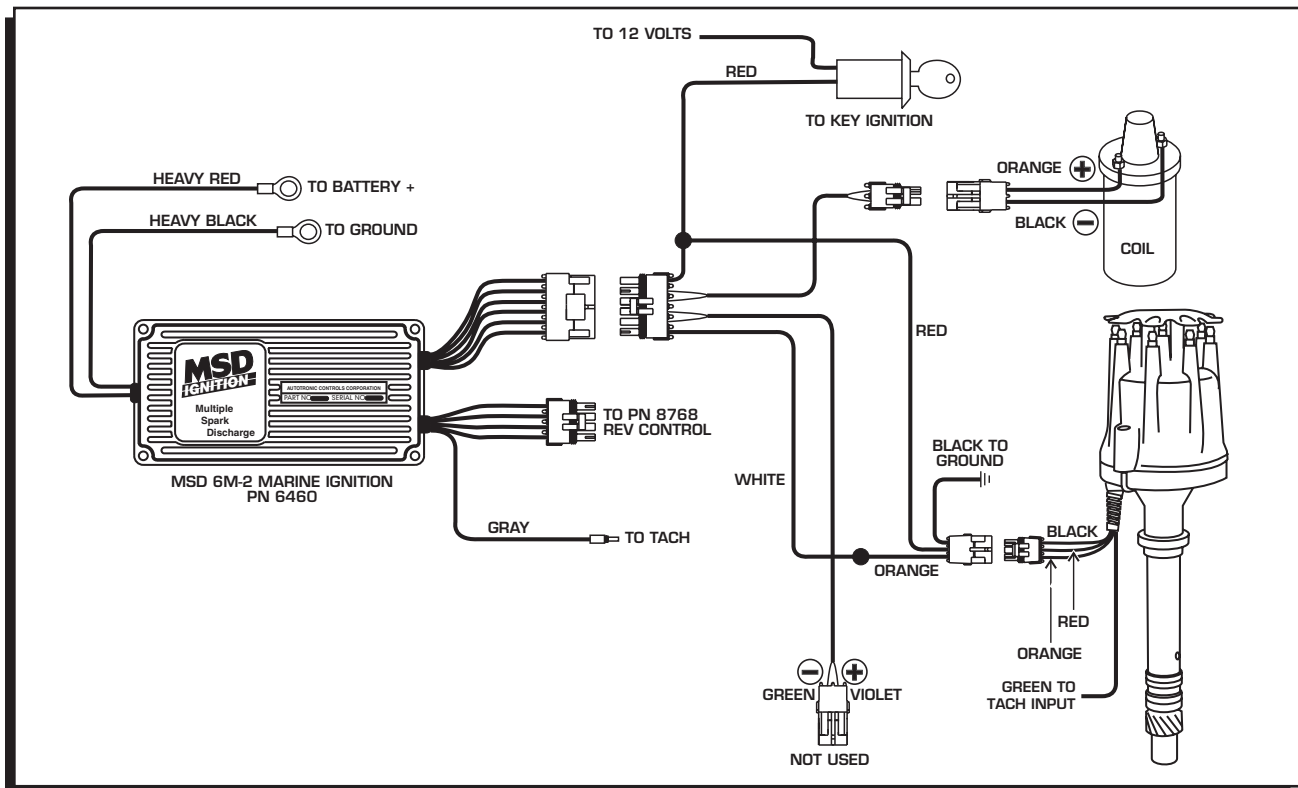 TO 12 VOLTS
RED
TO KEY IGNITION
HEAVY RED
TO BATTERY +
HEAVY BLACK
TO GROUND
ORANGE +
BLACK −
COIL
MSD
IGNITION
Multiple
Spark
Discharge
AUTOTRONIC CONTROLS CORPORATION
PART NO SERIAL NO
MSD 6M-2 MARINE IGNITION
PN 6460
TO PN 8768
REV CONTROL
GRAY
TO TACH
RED
WHITE
BLACK TO
GROUND
BLACK
ORANGE
RED
ORANGE
GREEN TO
TACH INPUT
− +
GREEN VIOLET
NOT USED